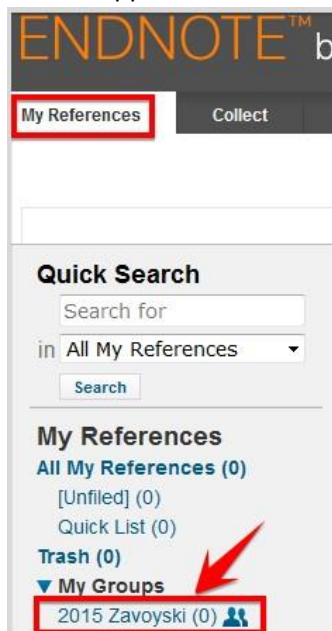 ENDNOTE™ b
My References Collect
Quick Search
Search for
in All My References
Search
My References
All My References (0)
[Unfiled] (0)
Quick List (0)
Trash (0)
▼ My Groups
2015 Zavoyski (0)